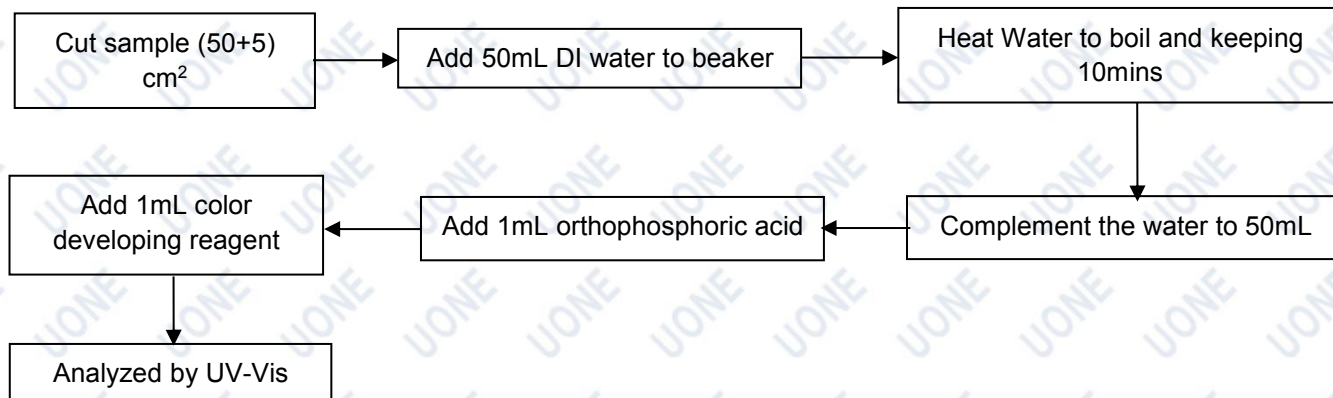 Cut sample (50+5)
cm²
Add 50mL DI water to beaker
Heat Water to boil and keeping
10mins
Complement the water to 50mL
Add 1mL orthophosphoric acid
Add 1mL color
developing reagent
Analyzed by UV-Vis
UONE